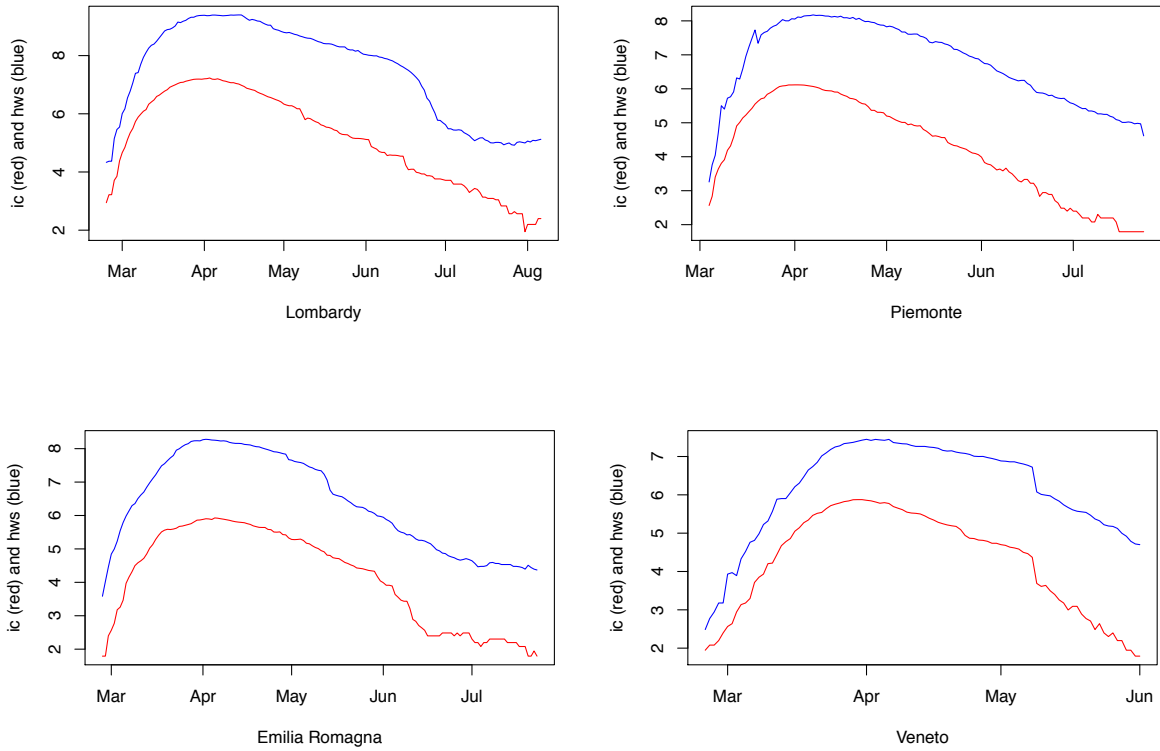 ic (red) and hws (blue)
8
6
4
2
Mar Apr May Jun Jul Aug
Lombardy
ic (red) and hws (blue)
8
7
6
5
4
3
2
Mar Apr May Jun Jul
Piemonte
ic (red) and hws (blue)
8
7
6
5
4
3
2
Mar Apr May Jun Jul
Emilia Romagna
ic (red) and hws (blue)
7
6
5
4
3
2
Mar Apr May Jun
Veneto